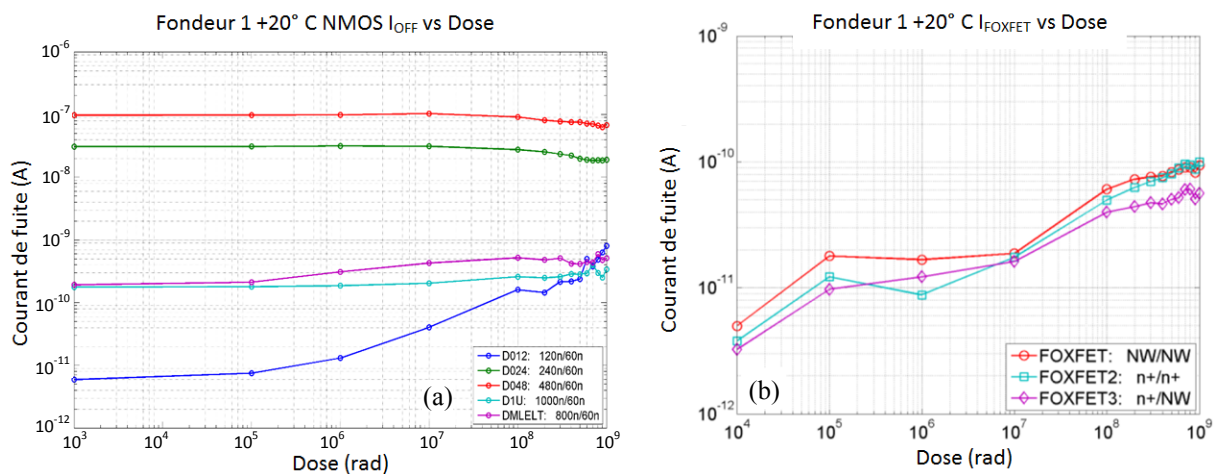 Fondeur 1 +20° C NMOS IOFF vs Dose
Courant de fuite (A)
10-6
10-7
10-8
10-9
10-10
10-11
10-12
D012: 120n/60n
D024: 240n/60n
D048: 480n/60n
D1U: 1000n/60n
DMLELT: 800n/60n
(a)
103 104 105 106 107 108 109
Dose (rad)
Fondeur 1 +20° C IFOXFET vs Dose
Courant de fuite (A)
10-9
10-10
10-11
10-12
FOXFET: NW/NW
FOXFET2: n+/n+
FOXFET3: n+/NW
(b)
104 105 106 107 108 109
Dose (rad)